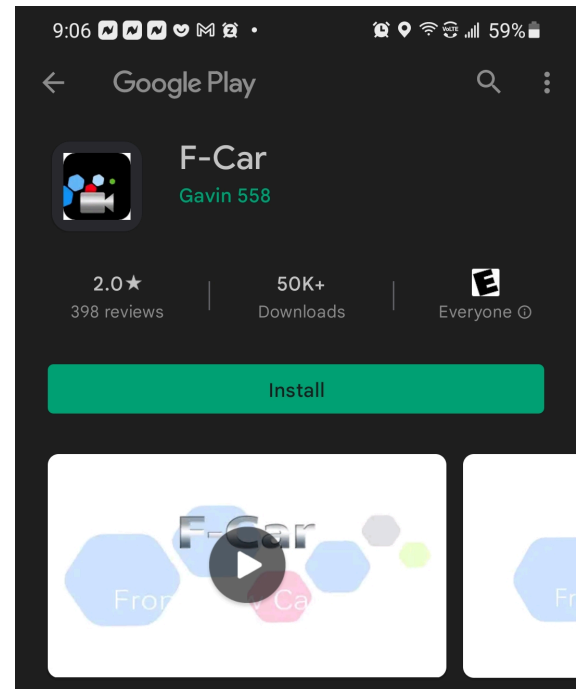 9:06
59%
Google Play
F-Car
Gavin 558
2.0★
398 reviews
50K+
Downloads
E
Everyone
Install
F-Car